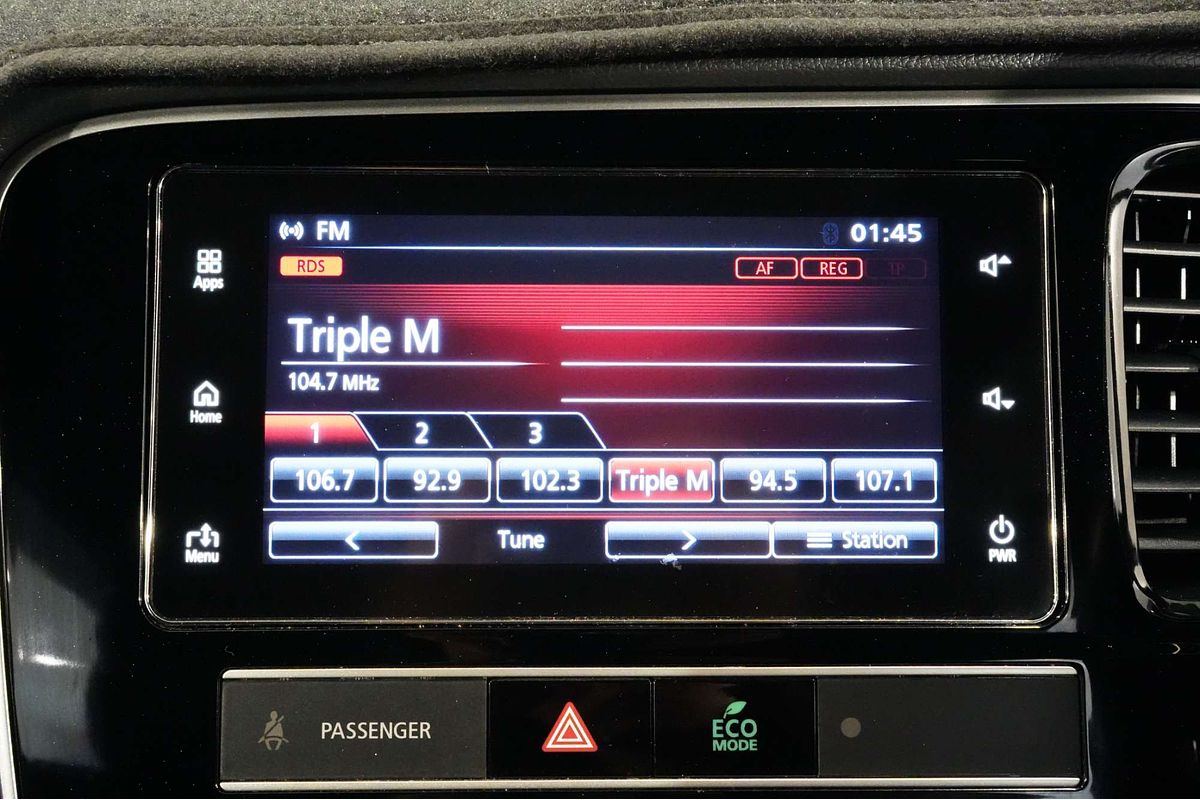 FM 01:45
RDS AF REG TP
Apps
Triple M
104.7 MHz
Home
1 2 3
106.7 92.9 102.3 Triple M 94.5 107.1
< Tune > Station
Menu
PWR
PASSENGER
ECO
MODE